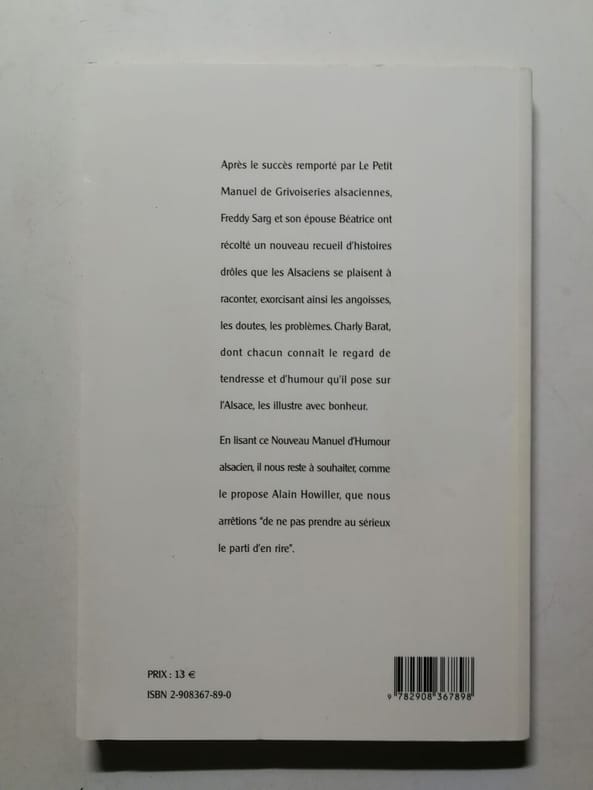 Après le succès remporté par Le Petit
Manuel de Grivoiseries alsaciennes,
Freddy Sarg et son épouse Béatrice ont
récolté un nouveau recueil d'histoires
drôles que les Alsaciens se plaisent à
raconter, exorcisant ainsi les angoisses,
les doutes, les problèmes. Charly Barat,
dont chacun connaît le regard de
tendresse et d'humour qu'il pose sur
l'Alsace, les illustre avec bonheur.
En lisant ce Nouveau Manuel d'Humour
alsacien, il nous reste à souhaiter, comme
le propose Alain Howiller, que nous
arrêtions "de ne pas prendre au sérieux
le parti d'en rire".
PRIX : 13 €
ISBN 2-908367-89-0
9 782908 367898